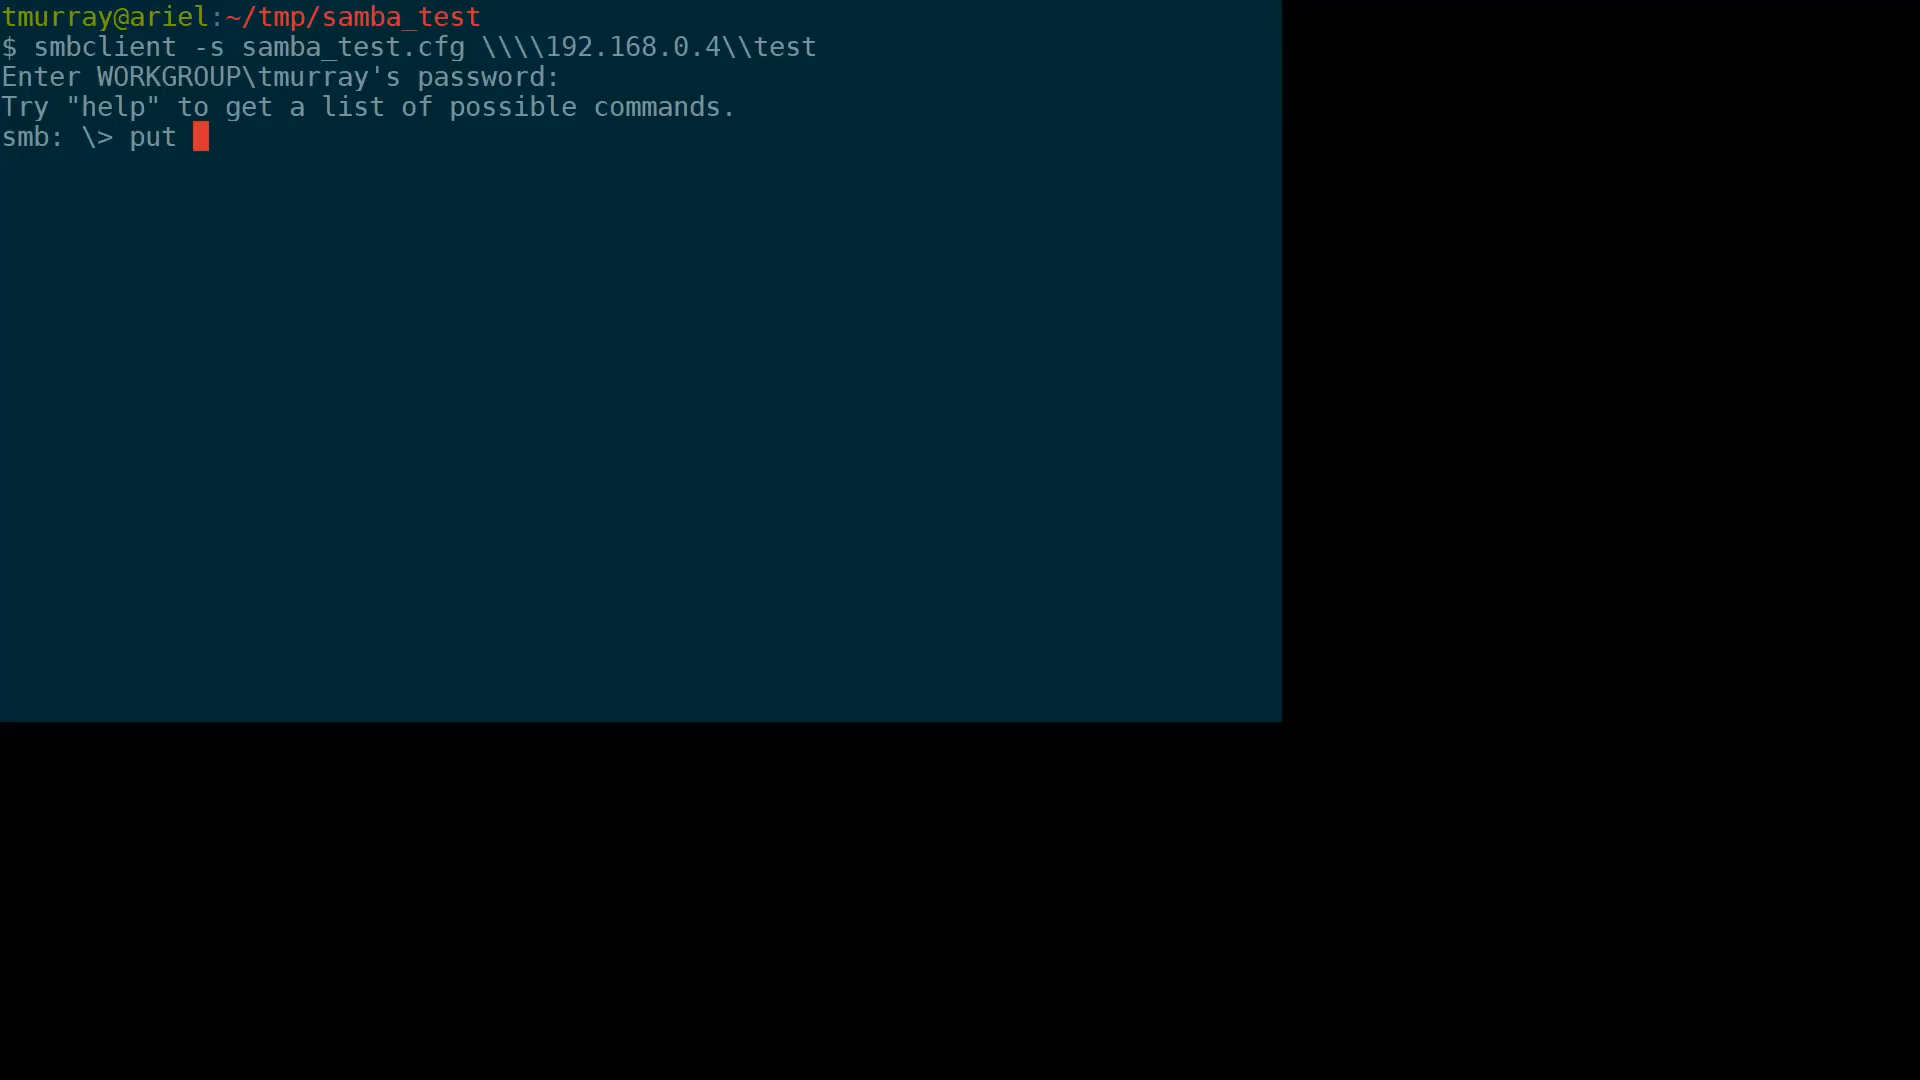 tmurray@ariel:~/tmp/samba_test
$ smbclient -s samba_test.cfg \\\\192.168.0.4\\test
Enter WORKGROUP\tmurray's password:
Try "help" to get a list of possible commands.
smb: \> put